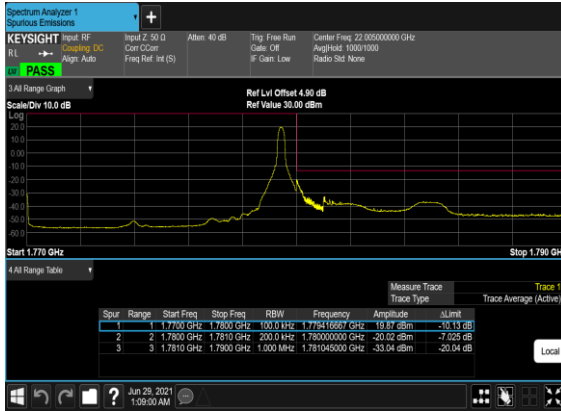 Spectrum Analyzer 1
Spurious Emissions
+
KEYSIGHT Input: RF Input Z: 50 Ω Atten: 40 dB Trig: Free Run Center Freq: 22.005000000 GHz
RL Coupling: DC Corr CCorr Gate: Off Avg|Hold: 1000/1000
Align: Auto Freq Ref: Int (S) IF Gain: Low Radio Std: None
PASS
3 All Range Graph
Ref Lvl Offset 4.90 dB
Scale/Div 10.0 dB Ref Value 30.00 dBm
Log
20.0
10.0
0.00
-10.0
-20.0
-30.0
-40.0
-50.0
-60.0
Start 1.770 GHz Stop 1.790 GH
4 All Range Table
Measure Trace Trace 1
Trace Type Trace Average (Active)
Spur Range Start Freq Stop Freq RBW Frequency Amplitude ΔLimit
1 1 1.7700 GHz 1.7800 GHz 100.0 kHz 1.779416667 GHz 19.87 dBm -10.13 dB
2 2 1.7800 GHz 1.7810 GHz 200.0 kHz 1.780000000 GHz -20.02 dBm -7.025 dB
3 3 1.7810 GHz 1.7900 GHz 1.000 MHz 1.781045000 GHz -33.04 dBm -20.04 dB
Local
? Jun 29, 2021
1:09:00 AM